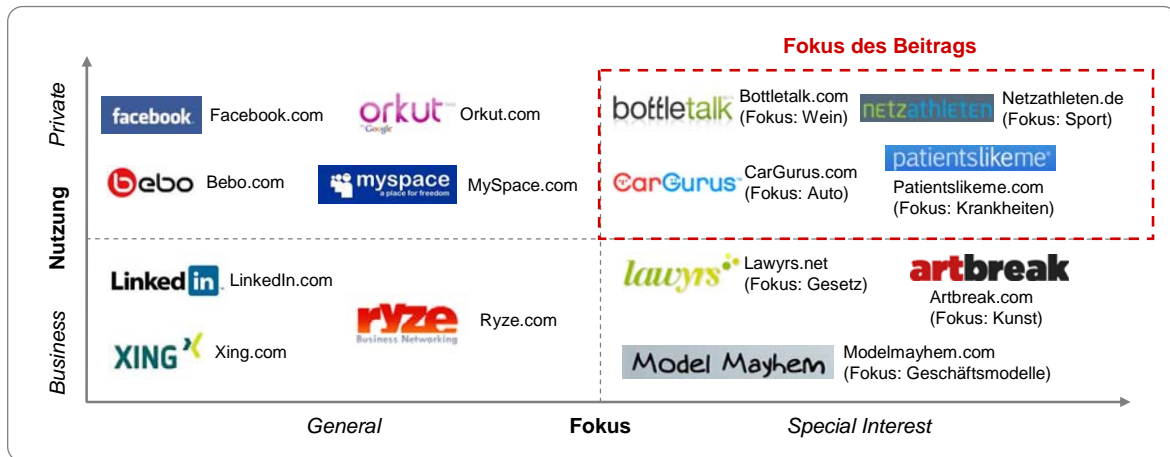 Fokus des Beitrags
Private
Nutzung
Business
facebook
Facebook.com
orkut
by Google
Orkut.com
bebo
Bebo.com
myspace
a place for freedom
MySpace.com
bottletalk
Bottletalk.com
(Fokus: Wein)
netzathleten
Netzathleten.de
(Fokus: Sport)
CarGurus
CarGurus.com
(Fokus: Auto)
patientslikeme
Patientslikeme.com
(Fokus: Krankheiten)
Linked in
LinkedIn.com
ryze
Business Networking
Ryze.com
XING
Xing.com
lawyrs
Lawyrs.net
(Fokus: Gesetz)
artbreak
Artbreak.com
(Fokus: Kunst)
Model Mayhem
Modelmayhem.com
(Fokus: Geschäftsmodelle)
General
Fokus
Special Interest